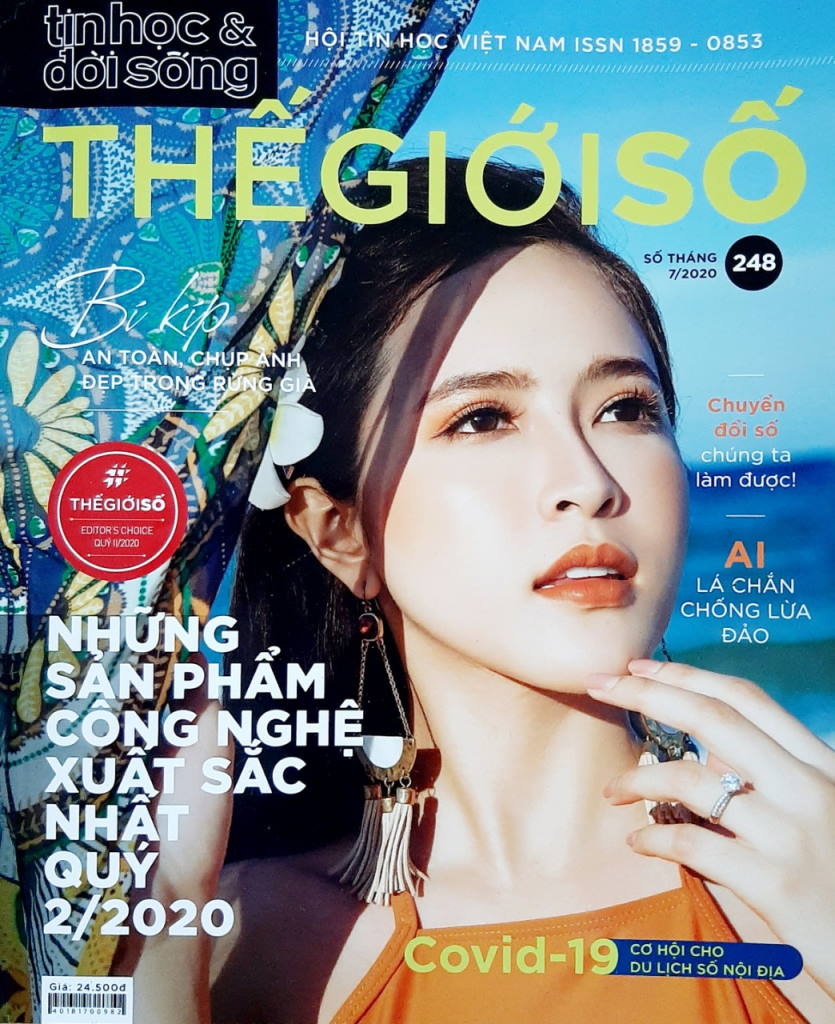 tin học &
đời sống
HỘI TIN HỌC VIỆT NAM ISSN 1859 - 0853
THẾGIỚISỐ
SỐ THÁNG
7/2020
248
Bí kíp
AN TOÀN, CHỤP ẢNH
ĐẸP TRONG RỪNG GIÀ
Chuyển
đổi số
chúng ta
làm được!
THẾGIỚISỐ
EDITOR'S CHOICE
QUÝ II/2020
AI
LÁ CHẮN
CHỐNG LỪA
ĐẢO
NHỮNG
SẢN PHẨM
CÔNG NGHỆ
XUẤT SẮC
NHẤT
QUÝ
2/2020
Covid-19
CƠ HỘI CHO
DU LỊCH SỐ NỘI ĐỊA
Giá: 24.500đ
40181700982